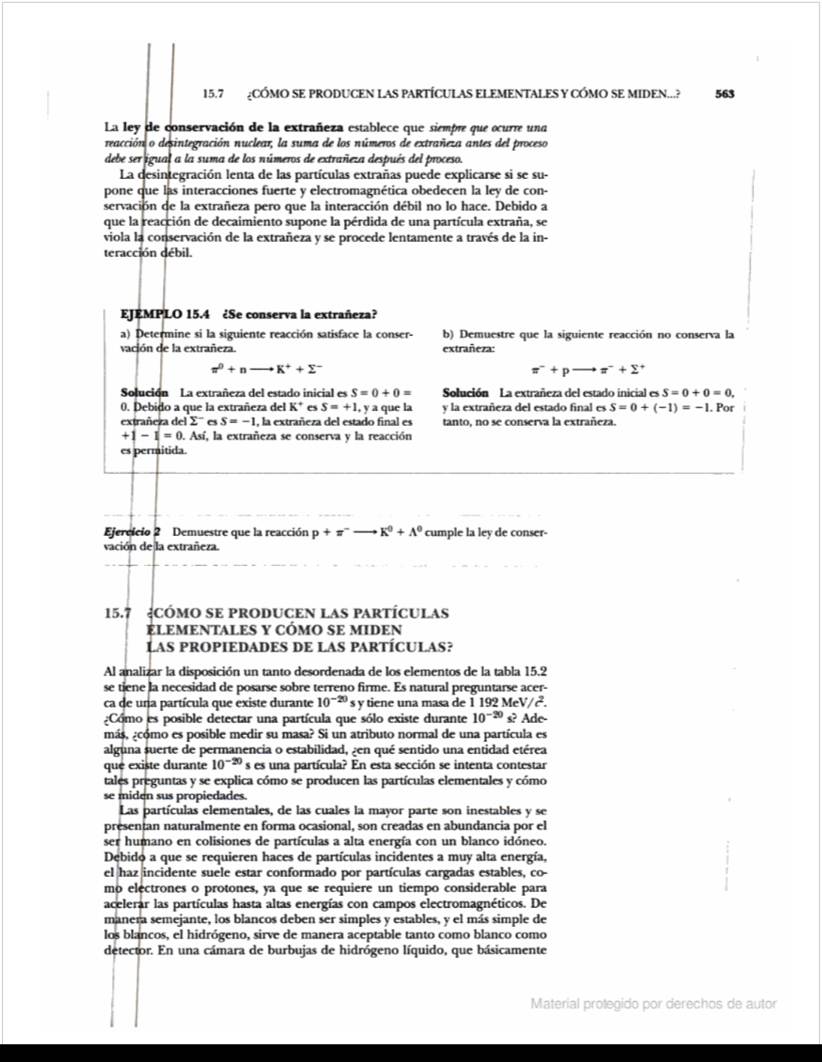 15.7 ¿CÓMO SE PRODUCEN LAS PARTÍCULAS ELEMENTALES Y CÓMO SE MIDEN...? 563
La ley de conservación de la extrañeza establece que siempre que ocurre una
reacción o desintegración nuclear, la suma de los números de extrañeza antes del proceso
debe ser igual a la suma de los números de extrañeza después del proceso.
La desintegración lenta de las partículas extrañas puede explicarse si se su-
pone que las interacciones fuerte y electromagnética obedecen la ley de con-
servación de la extrañeza pero que la interacción débil no lo hace. Debido a
que la reacción de decaimiento supone la pérdida de una partícula extraña, se
viola la conservación de la extrañeza y se procede lentamente a través de la in-
teracción débil.
EJEMPLO 15.4 ¿Se conserva la extrañeza?
a) Determine si la siguiente reacción satisface la conser-
vación de la extrañeza.
π⁰ + n ⟶ K⁺ + Σ⁻
Solución La extrañeza del estado inicial es S = 0 + 0 =
0. Debido a que la extrañeza del K⁺ es S = +1, y a que la
extrañeza del Σ⁻ es S = −1, la extrañeza del estado final es
+1 − 1 = 0. Así, la extrañeza se conserva y la reacción
es permitida.
b) Demuestre que la siguiente reacción no conserva la
extrañeza:
π⁻ + p ⟶ π⁻ + Σ⁺
Solución La extrañeza del estado inicial es S = 0 + 0 = 0,
y la extrañeza del estado final es S = 0 + (−1) = −1. Por
tanto, no se conserva la extrañeza.
Ejercicio 2 Demuestre que la reacción p + π⁻ ⟶ K⁰ + Λ⁰ cumple la ley de conser-
vación de la extrañeza.
15.7 ¿CÓMO SE PRODUCEN LAS PARTÍCULAS
ELEMENTALES Y CÓMO SE MIDEN
LAS PROPIEDADES DE LAS PARTÍCULAS?
Al analizar la disposición un tanto desordenada de los elementos de la tabla 15.2
se tiene la necesidad de posarse sobre terreno firme. Es natural preguntarse acer-
ca de una partícula que existe durante 10⁻²⁰ s y tiene una masa de 1 192 MeV/c².
¿Cómo es posible detectar una partícula que sólo existe durante 10⁻²⁰ s? Ade-
más, ¿cómo es posible medir su masa? Si un atributo normal de una partícula es
alguna suerte de permanencia o estabilidad, ¿en qué sentido una entidad etérea
que existe durante 10⁻²⁰ s es una partícula? En esta sección se intenta contestar
tales preguntas y se explica cómo se producen las partículas elementales y cómo
se miden sus propiedades.
Las partículas elementales, de las cuales la mayor parte son inestables y se
presentan naturalmente en forma ocasional, son creadas en abundancia por el
ser humano en colisiones de partículas a alta energía con un blanco idóneo.
Debido a que se requieren haces de partículas incidentes a muy alta energía,
el haz incidente suele estar conformado por partículas cargadas estables, co-
mo electrones o protones, ya que se requiere un tiempo considerable para
acelerar las partículas hasta altas energías con campos electromagnéticos. De
manera semejante, los blancos deben ser simples y estables, y el más simple de
los blancos, el hidrógeno, sirve de manera aceptable tanto como blanco como
detector. En una cámara de burbujas de hidrógeno líquido, que básicamente
Material protegido por derechos de autor